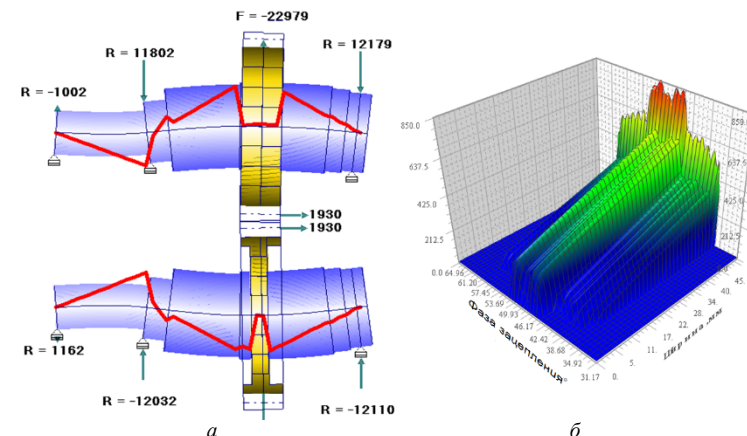 F = -22979
R = 11802
R = 12179
R = -1002
1930
1930
R = 1162
R = -12032
R = -12110
а
850.0
637.5
425.0
212.5
0.0
64.96
61.20
57.45
53.69
49.93
46.17
42.42
38.68
34.92
31.17
Фаза зацепления°
850.0
637.5
425.0
212.5
0.
5.
11.
17.
22.
28.
34.
40.
45.
Ширина ,мм
б